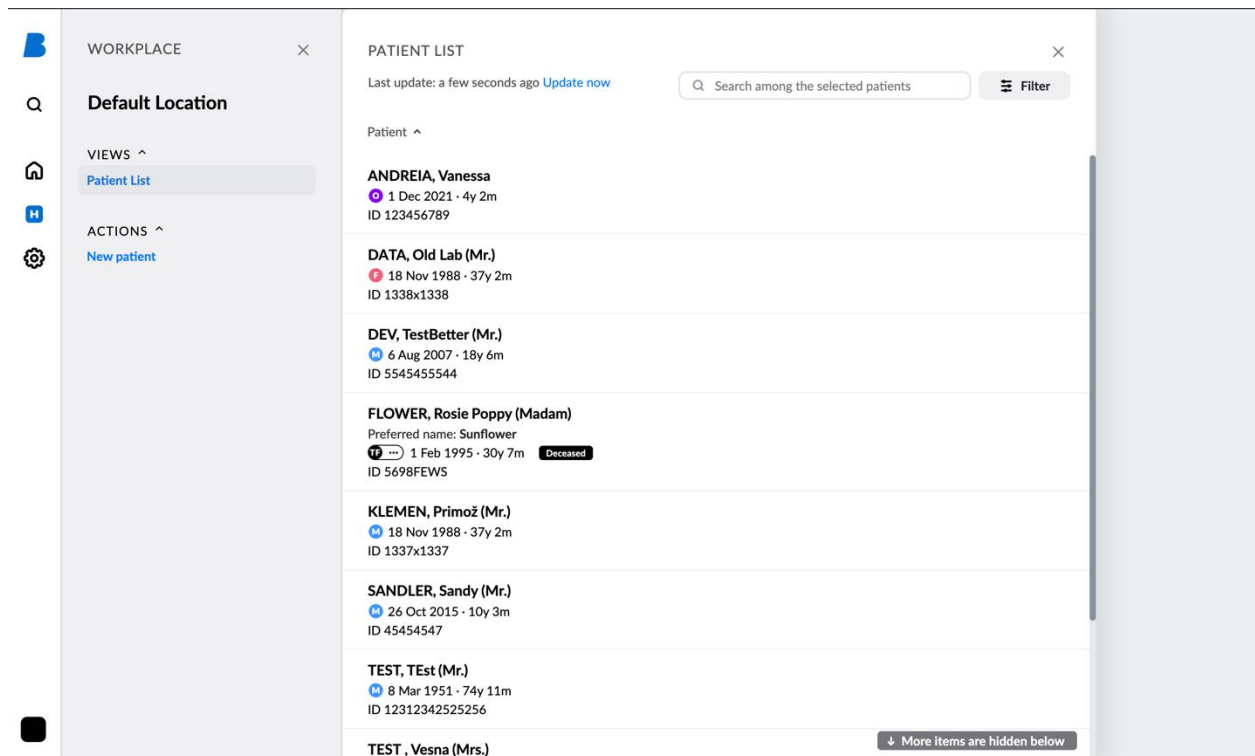 WORKPLACE
Default Location
VIEWS
Patient List
ACTIONS
New patient
PATIENT LIST
Last update: a few seconds ago Update now
Search among the selected patients
Filter
Patient
ANDREIA, Vanessa
O 1 Dec 2021 · 4y 2m
ID 123456789
DATA, Old Lab (Mr.)
F 18 Nov 1988 · 37y 2m
ID 1338x1338
DEV, TestBetter (Mr.)
M 6 Aug 2007 · 18y 6m
ID 5545455544
FLOWER, Rosie Poppy (Madam)
Preferred name: Sunflower
TF ··· 1 Feb 1995 · 30y 7m Deceased
ID 5698FEWS
KLEMEN, Primož (Mr.)
M 18 Nov 1988 · 37y 2m
ID 1337x1337
SANDLER, Sandy (Mr.)
M 26 Oct 2015 · 10y 3m
ID 45454547
TEST, TEst (Mr.)
M 8 Mar 1951 · 74y 11m
ID 12312342525256
TEST , Vesna (Mrs.)
↓ More items are hidden below
B
H